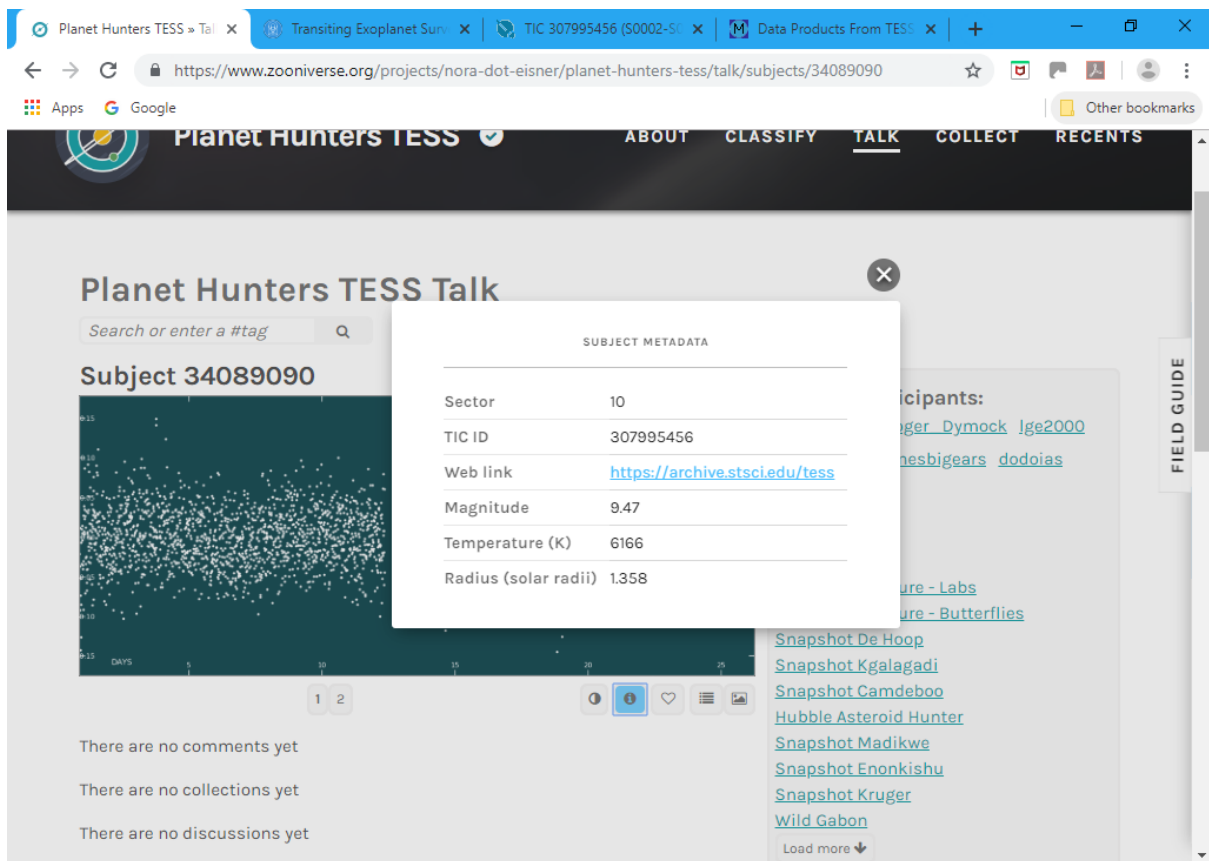 Planet Hunters TESS » Tal
Transiting Exoplanet Surv
TIC 307995456 (S0002-S0
Data Products From TESS
https://www.zooniverse.org/projects/nora-dot-eisner/planet-hunters-tess/talk/subjects/34089090
Apps Google Other bookmarks
Planet Hunters TESS ABOUT CLASSIFY TALK COLLECT RECENTS
Planet Hunters TESS Talk
Search or enter a #tag
SUBJECT METADATA
Subject 34089090
Sector 10
TIC ID 307995456
Web link https://archive.stsci.edu/tess
Magnitude 9.47
Temperature (K) 6166
Radius (solar radii) 1.358
icipants:
oger_Dymock lge2000
nesbigears dodoias
FIELD GUIDE
ure - Labs
ure - Butterflies
Snapshot De Hoop
Snapshot Kgalagadi
Snapshot Camdeboo
Hubble Asteroid Hunter
Snapshot Madikwe
Snapshot Enonkishu
Snapshot Kruger
Wild Gabon
Load more
DAYS 5 10 15 20 25
1 2
There are no comments yet
There are no collections yet
There are no discussions yet